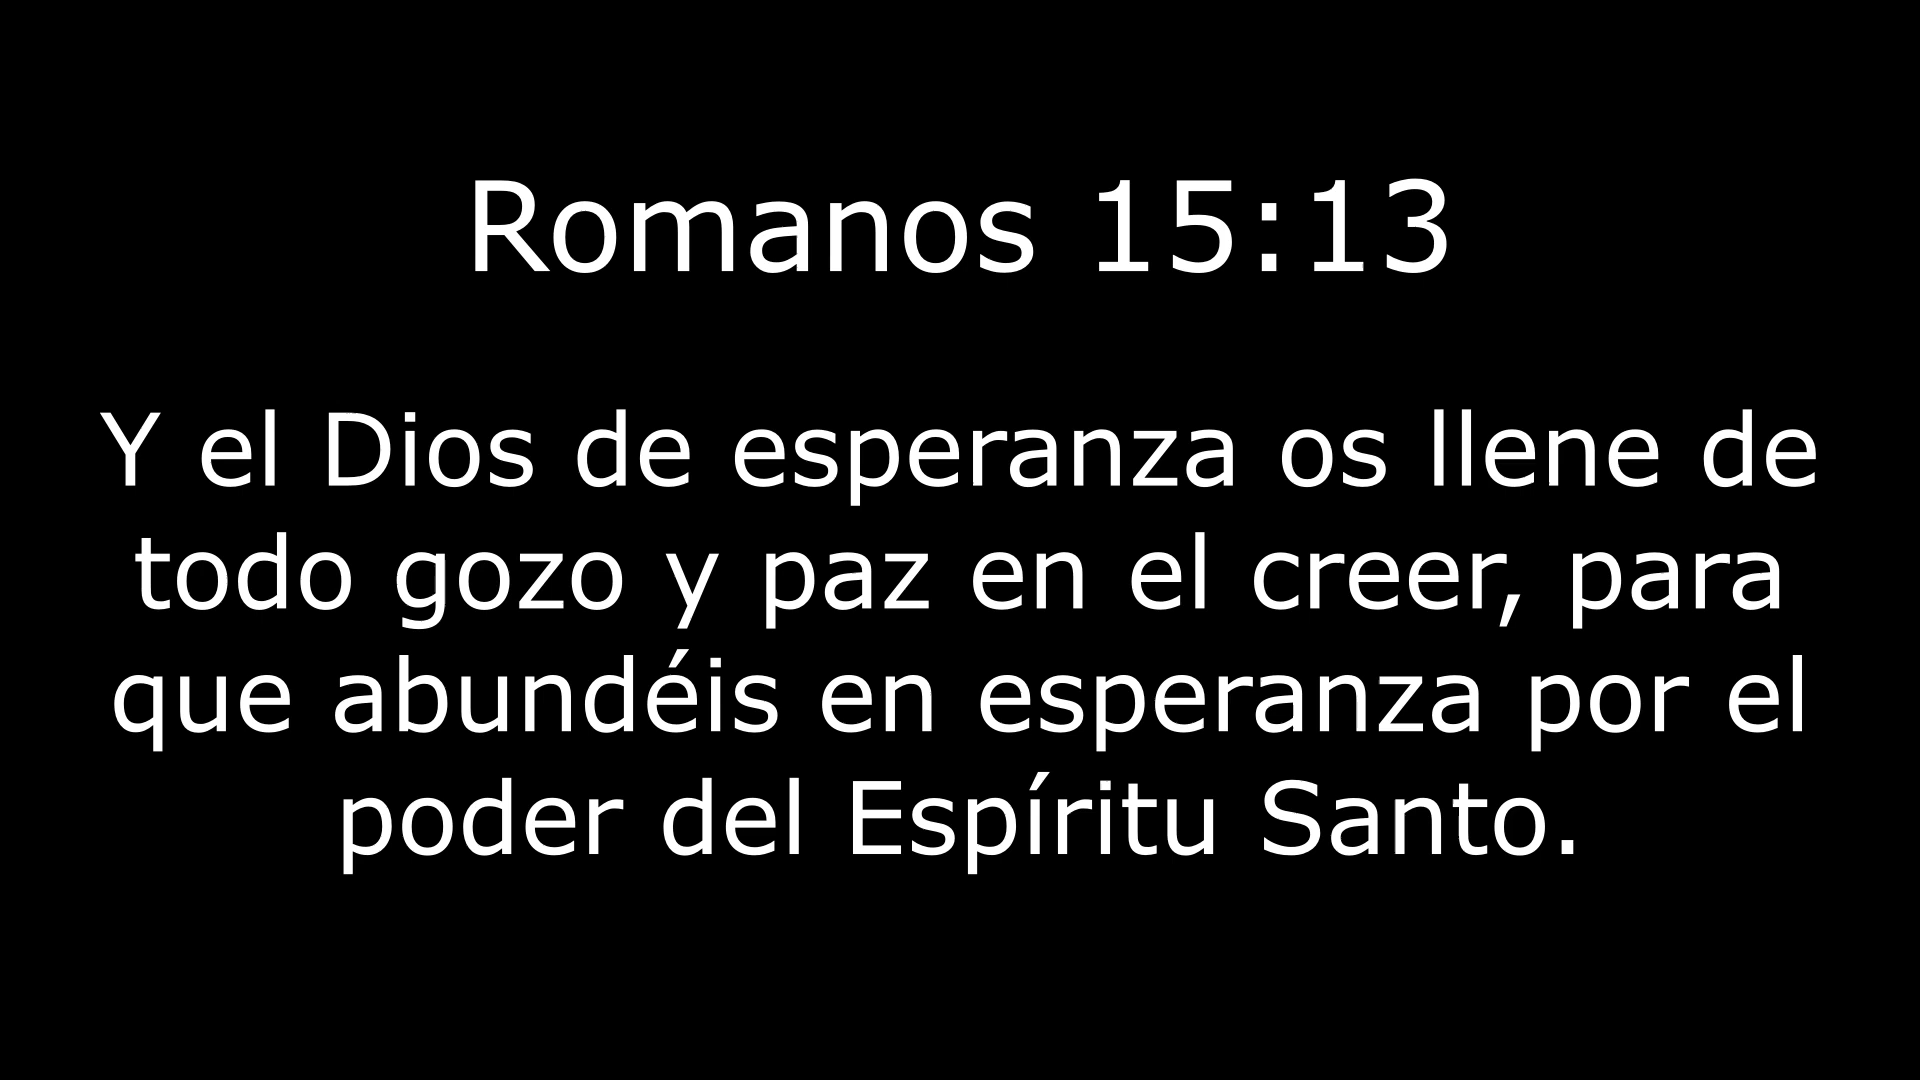 Romanos 15:13
Y el Dios de esperanza os llene de
todo gozo y paz en el creer, para
que abundéis en esperanza por el
poder del Espíritu Santo.